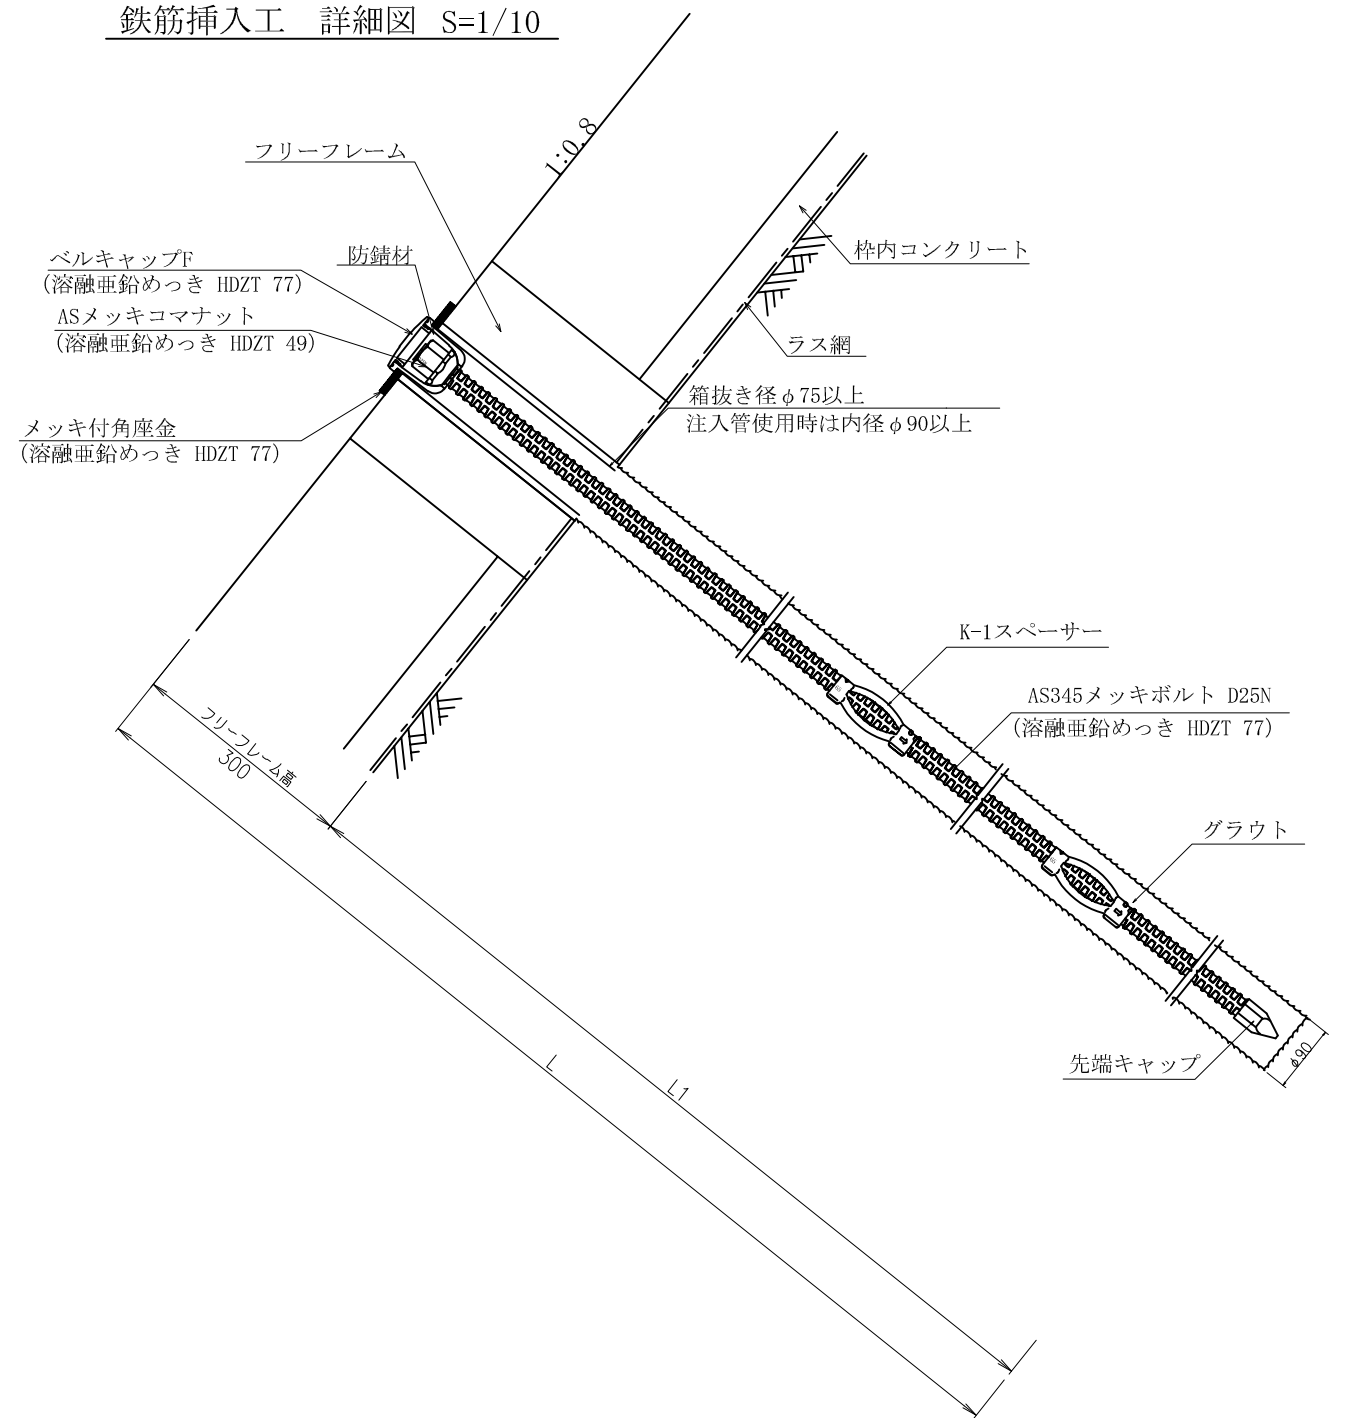 鉄筋挿入工　詳細図 S=1/10
1:0.8
フリーフレーム
枠内コンクリート
防錆材
ベルキャップF
(溶融亜鉛めっき HDZT 77)
ASメッキコマナット
(溶融亜鉛めっき HDZT 49)
ラス網
箱抜き径φ75以上
注入管使用時は内径φ90以上
メッキ付角座金
(溶融亜鉛めっき HDZT 77)
K-1スペーサー
AS345メッキボルト D25N
(溶融亜鉛めっき HDZT 77)
フリーフレーム高
300
グラウト
先端キャップ
φ90
L
L1